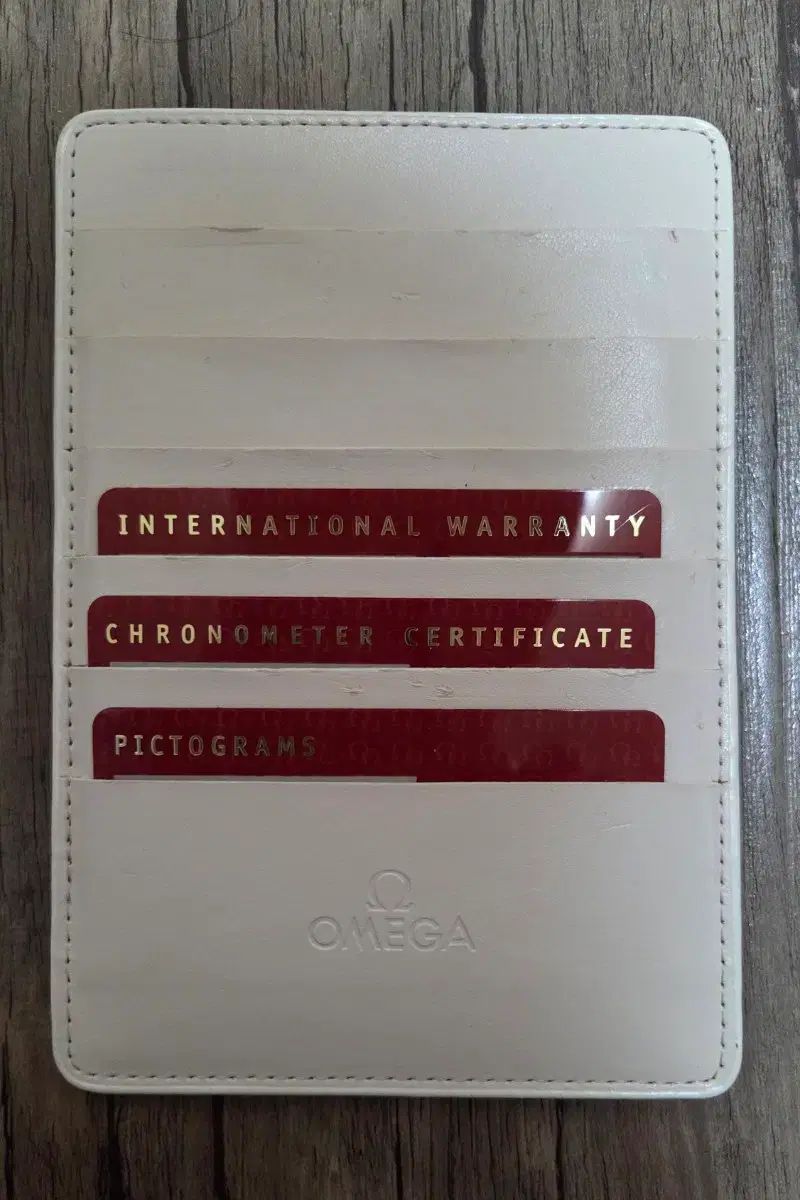 INTERNATIONAL WARRANTY
CHRONOMETER CERTIFICATE
PICTOGRAMS
Ω
OMEGA